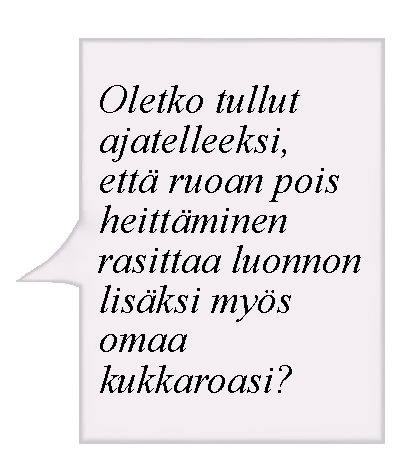 Oletko tullut
ajatelleeksi,
että ruoan pois
heittäminen
rasittaa luonnon
lisäksi myös
omaa
kukkaroasi?